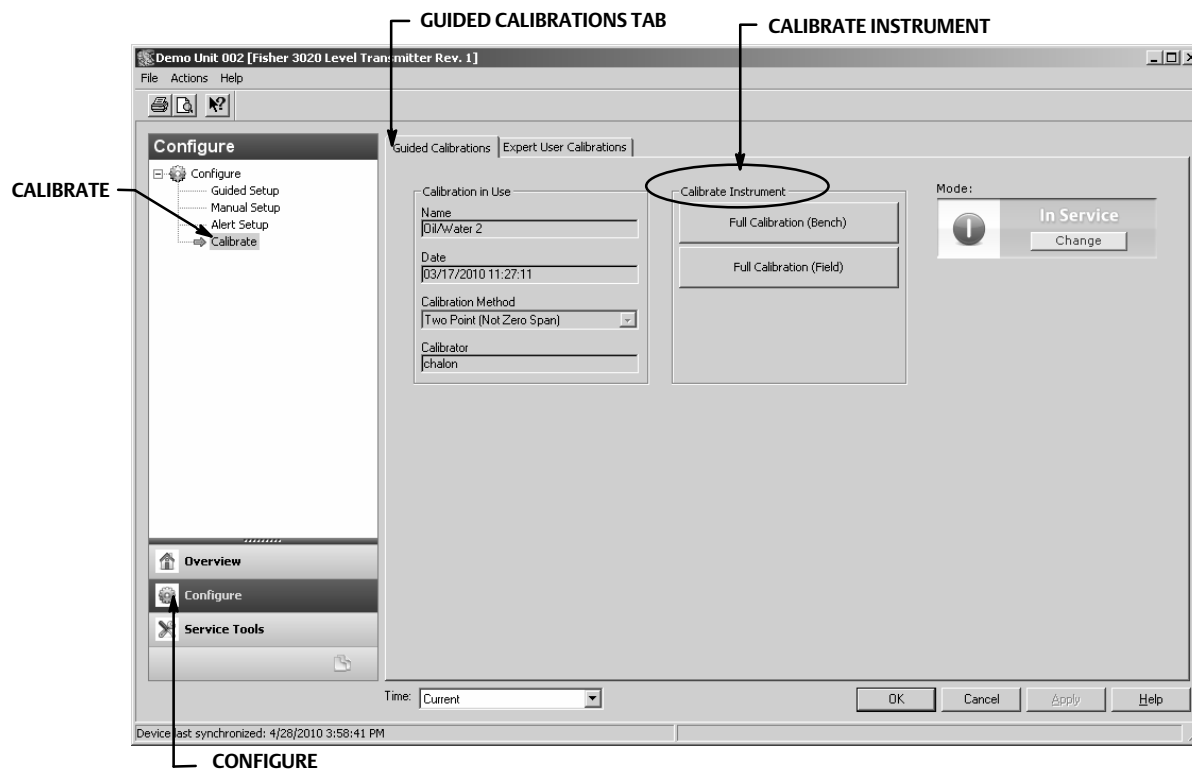 GUIDED CALIBRATIONS TAB
CALIBRATE INSTRUMENT
Demo Unit 002 [Fisher 3020 Level Transmitter Rev. 1]
File Actions Help
Configure
Guided Calibrations
Expert User Calibrations
Configure
Guided Setup
Manual Setup
Alert Setup
Calibrate
CALIBRATE
Calibration in Use
Name
Oil/Water 2
Date
03/17/2010 11:27:11
Calibration Method
Two Point (Not Zero Span)
Calibrator
chalon
Calibrate Instrument
Full Calibration (Bench)
Full Calibration (Field)
Mode:
In Service
Change
Overview
Configure
Service Tools
Time: Current
OK
Cancel
Apply
Help
Device last synchronized: 4/28/2010 3:58:41 PM
CONFIGURE